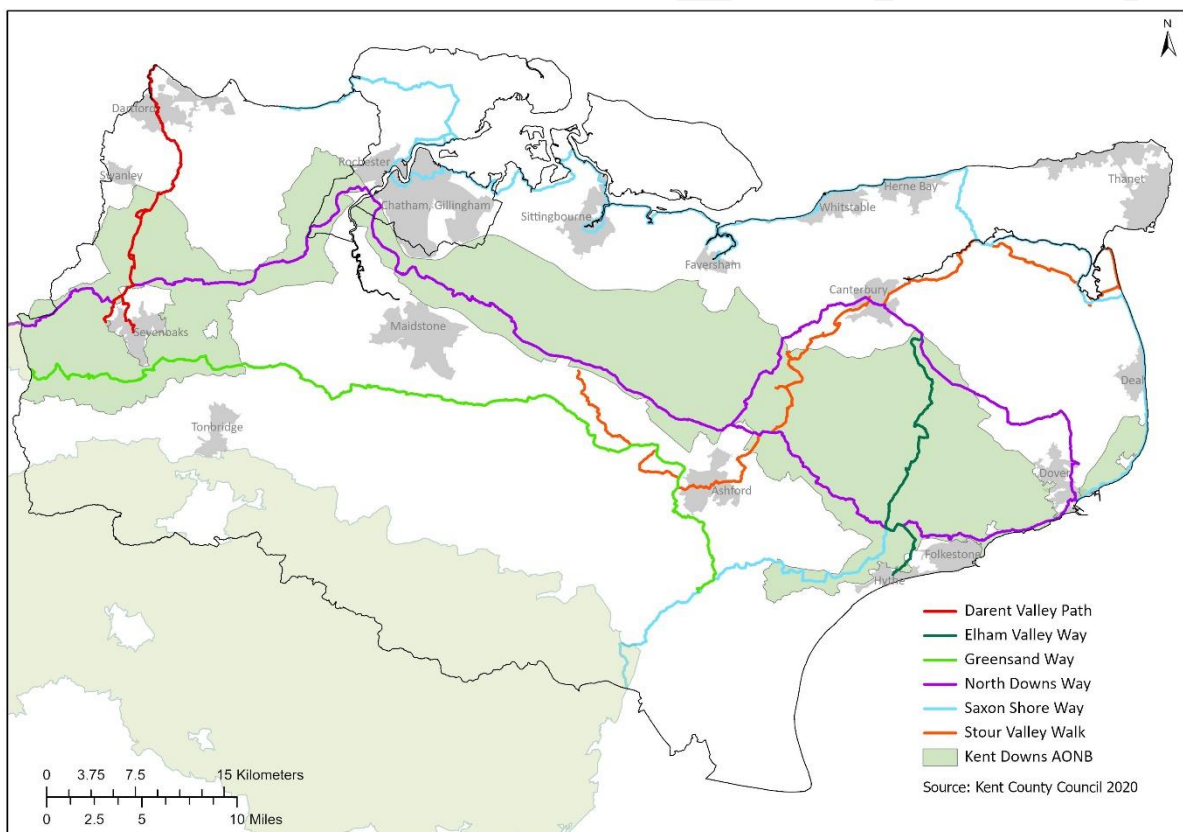 N
Dartford
Swanley
Rochester
Chatham, Gillingham
Sittingbourne
Faversham
Whitstable
Herne Bay
Thanet
Canterbury
Sevenoaks
Maidstone
Deal
Tonbridge
Ashford
Dover
Folkestone
Hythe
Darent Valley Path
Elham Valley Way
Greensand Way
North Downs Way
Saxon Shore Way
Stour Valley Walk
Kent Downs AONB
Source: Kent County Council 2020
0 3.75 7.5 15 Kilometers
0 2.5 5 10 Miles